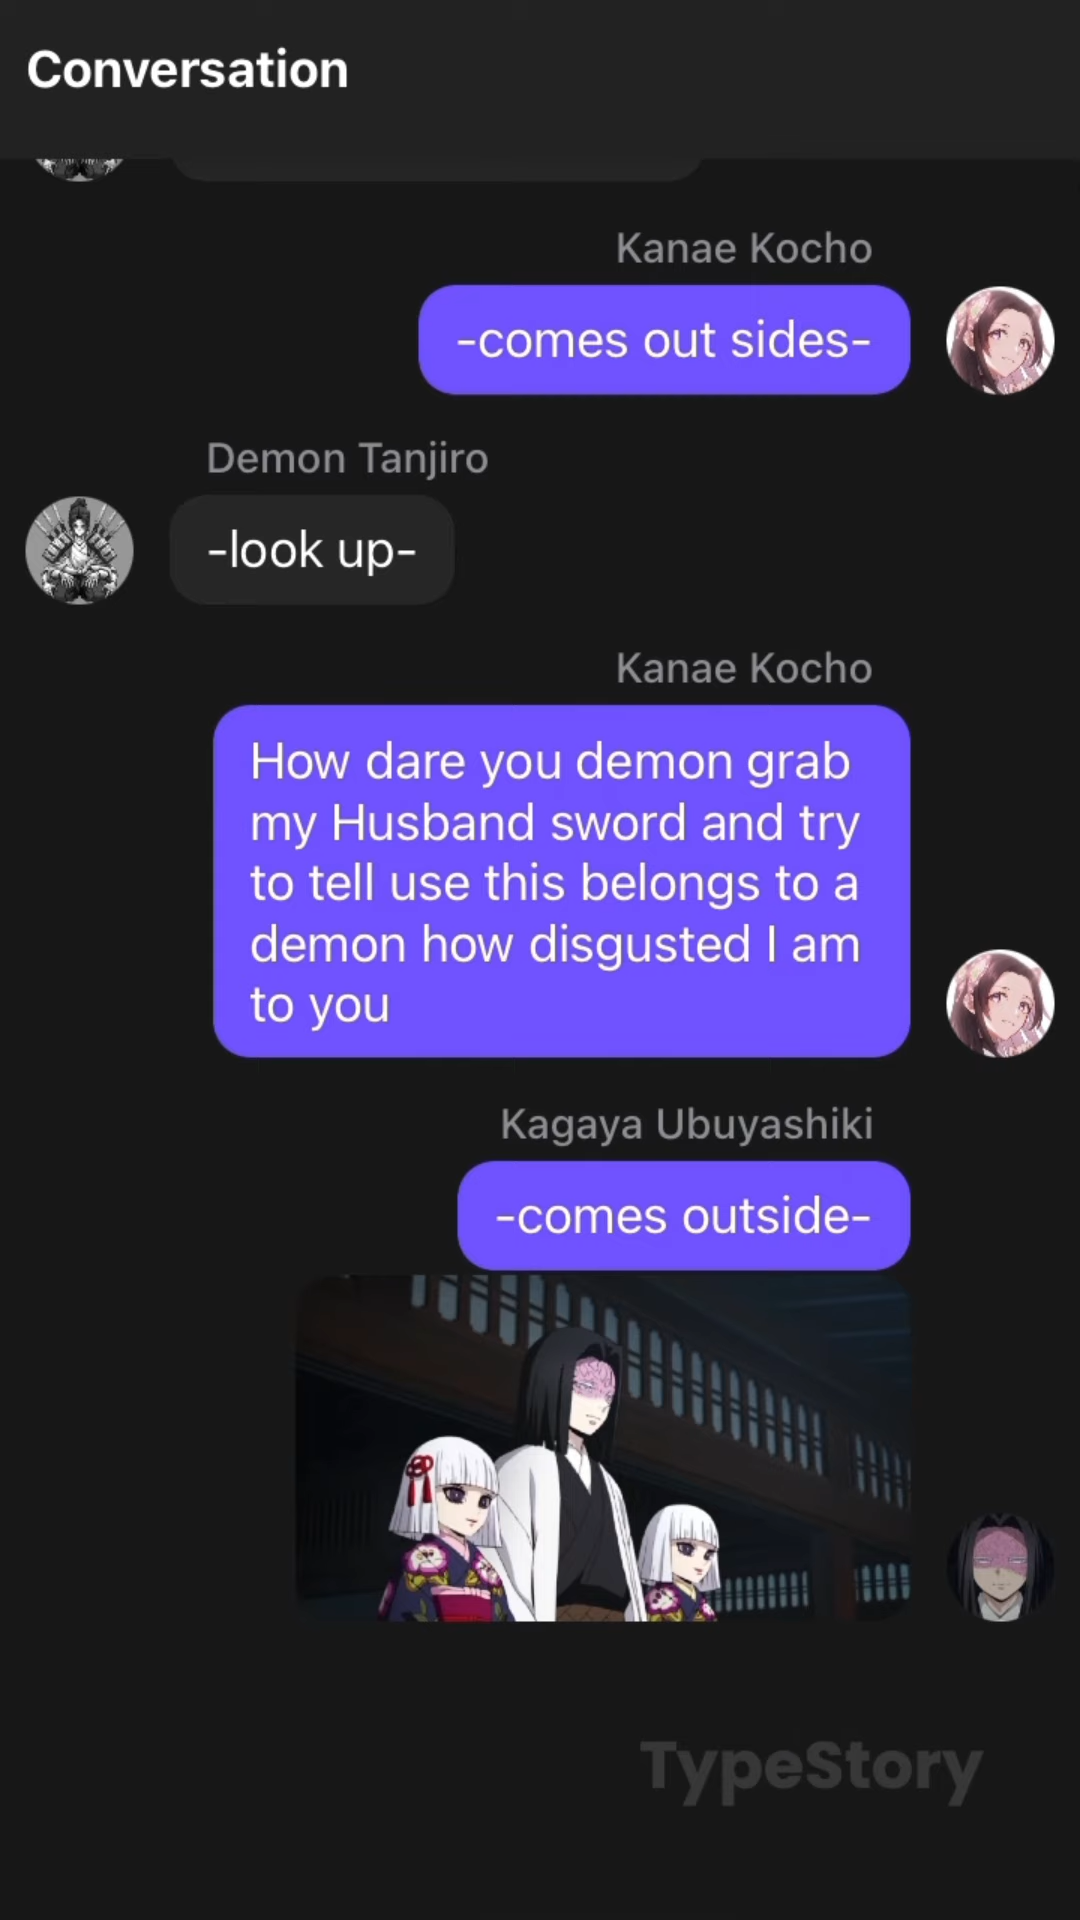 Conversation
Kanae Kocho
-comes out sides-
Demon Tanjiro
-look up-
Kanae Kocho
How dare you demon grab
my Husband sword and try
to tell use this belongs to a
demon how disgusted I am
to you
Kagaya Ubuyashiki
-comes outside-
TypeStory